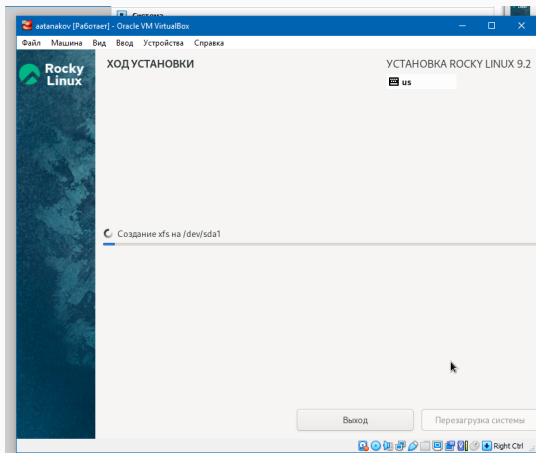 Система
aatanakov [Работает] - Oracle VM VirtualBox
Файл Машина Вид Ввод Устройства Справка
Rocky
Linux
ХОД УСТАНОВКИ
УСТАНОВКА ROCKY LINUX 9.2
us
Создание xfs на /dev/sda1
Выход
Перезагрузка системы
Right Ctrl